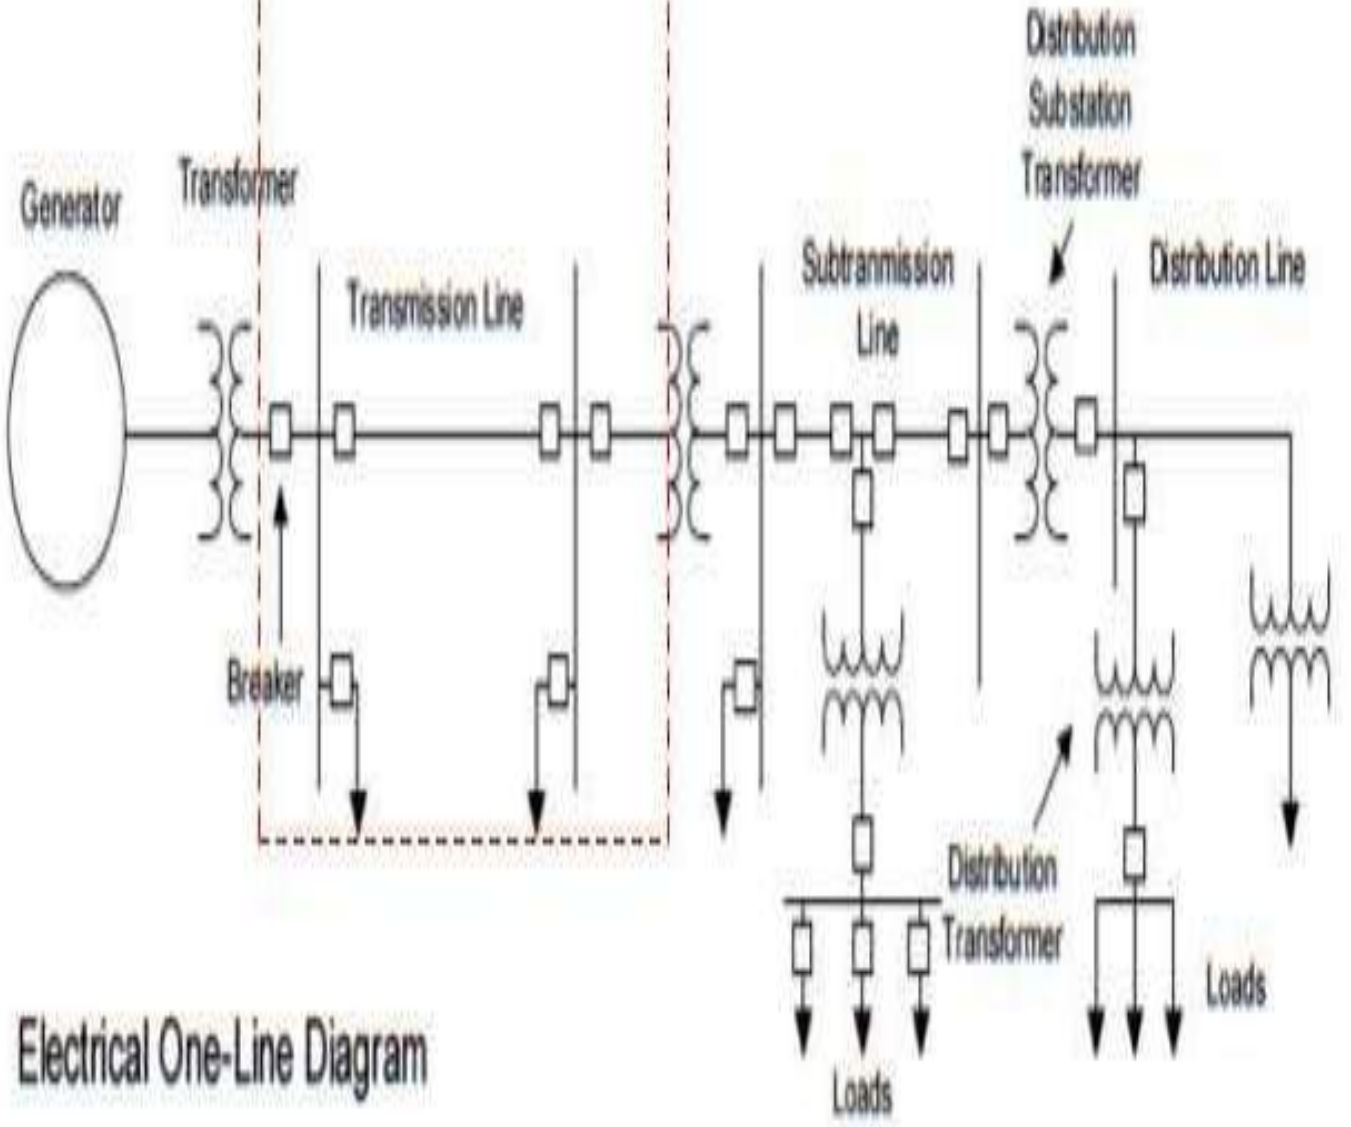 Distribution
Substation
Transformer
Generator
Transformer
Subtranmission
Line
Distribution Line
Transmission Line
Breaker
Distribution
Transformer
Loads
Loads
Electrical One-Line Diagram